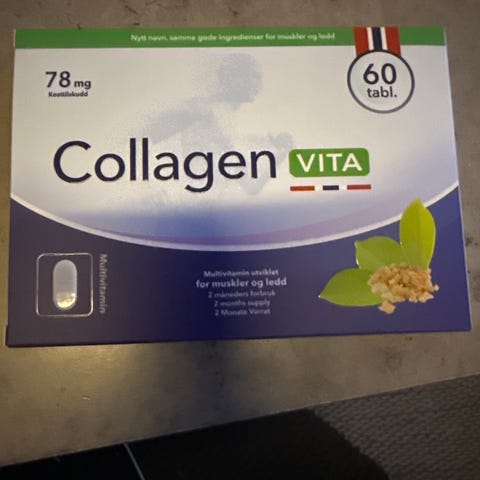 Nytt navn, samme gode ingredienser for muskler og ledd
78 mg
Kosttilskudd
60
tabl.
Collagen VITA
Multivitamin
Multivitamin utviklet
for muskler og ledd
2 måneders forbruk
2 months supply
2 Monate Vorrat